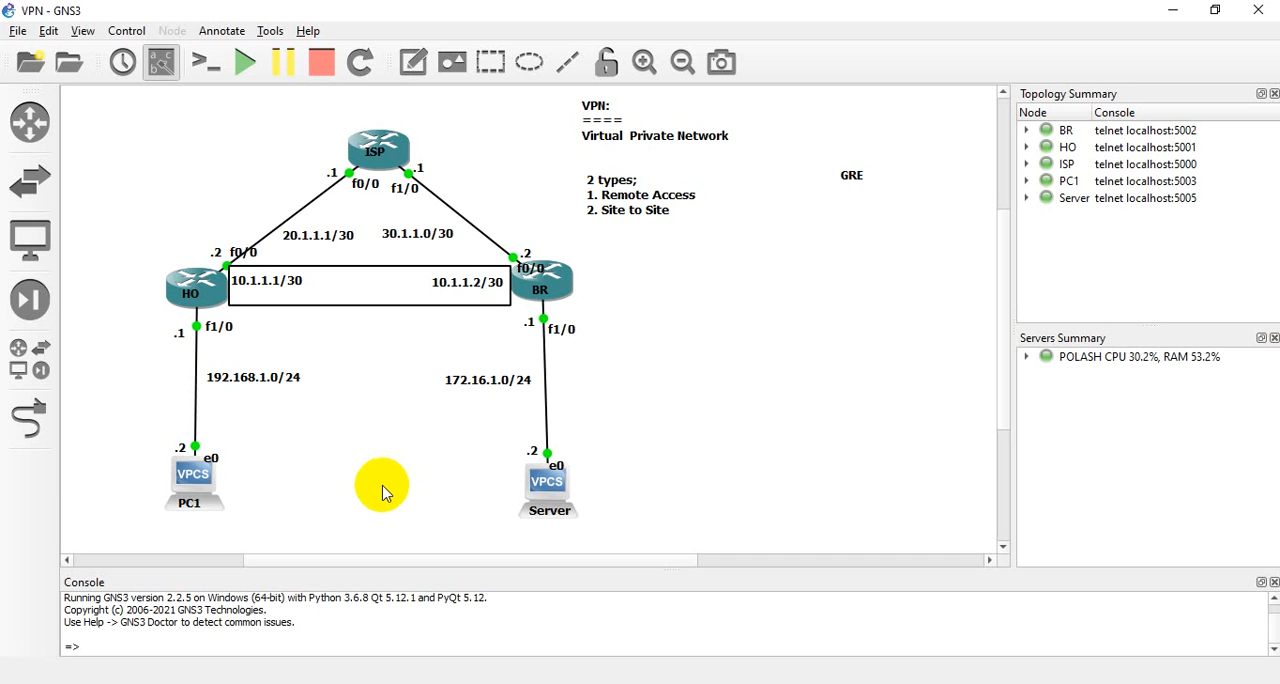 VPN - GNS3
File Edit View Control Node Annotate Tools Help
VPN:
====
Virtual Private Network
2 types;
1. Remote Access
2. Site to Site
GRE
ISP
.1 .1
f0/0 f1/0
20.1.1.1/30 30.1.1.0/30
.2 f0/0
.2
f0/0
HO
10.1.1.1/30 10.1.1.2/30
BR
.1 f1/0
.1 f1/0
192.168.1.0/24 172.16.1.0/24
.2 e0
.2 e0
VPCS
PC1
VPCS
Server
Topology Summary
Node Console
BR telnet localhost:5002
HO telnet localhost:5001
ISP telnet localhost:5000
PC1 telnet localhost:5003
Server telnet localhost:5005
Servers Summary
POLASH CPU 30.2%, RAM 53.2%
Console
Running GNS3 version 2.2.5 on Windows (64-bit) with Python 3.6.8 Qt 5.12.1 and PyQt 5.12.
Copyright (c) 2006-2021 GNS3 Technologies.
Use Help -> GNS3 Doctor to detect common issues.
=>